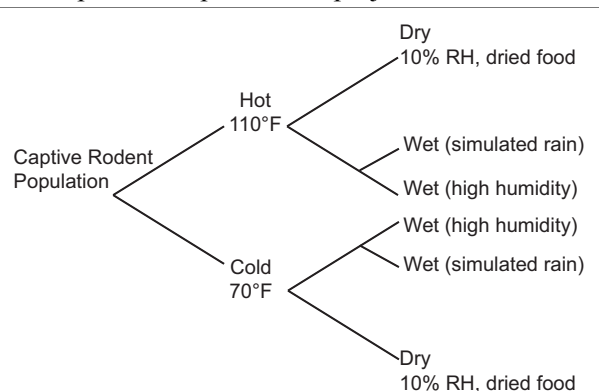 Dry
10% RH, dried food
Hot
110°F
Wet (simulated rain)
Captive Rodent
Population
Wet (high humidity)
Wet (high humidity)
Cold
70°F
Wet (simulated rain)
Dry
10% RH, dried food